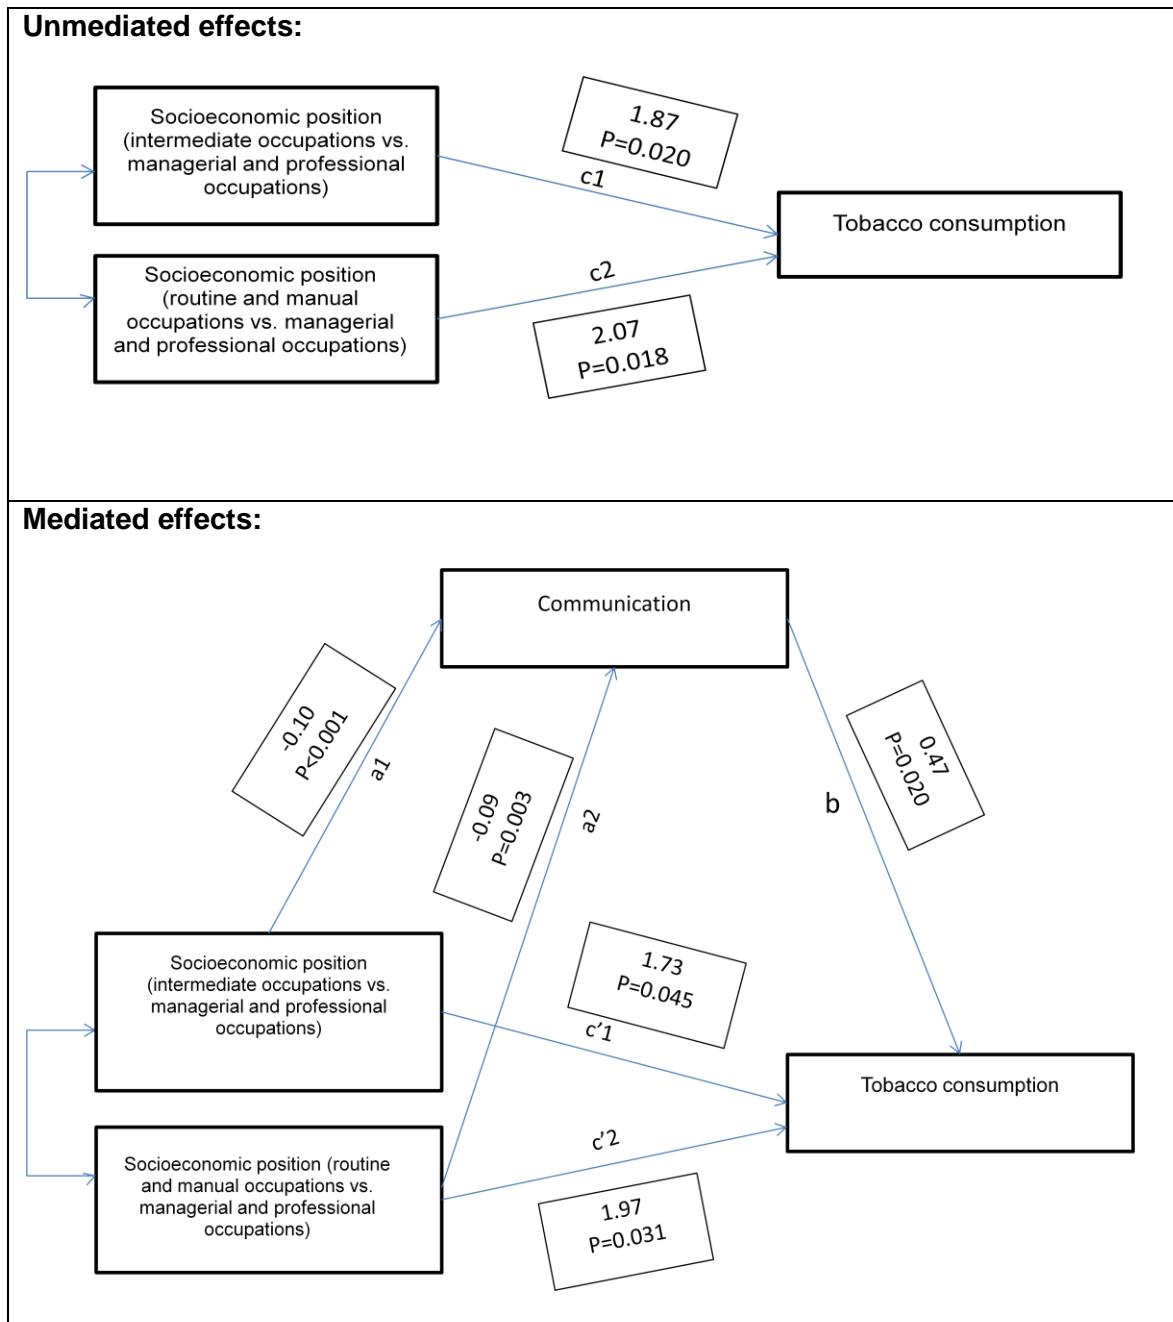 Unmediated effects:
Socioeconomic position
(intermediate occupations vs.
managerial and professional
occupations)
1.87
P=0.020
c1
Tobacco consumption
Socioeconomic position
(routine and manual
occupations vs. managerial
and professional occupations)
c2
2.07
P=0.018
Mediated effects:
Communication
-0.10
P<0.001
a1
-0.09
P=0.003
a2
0.47
P=0.020
b
Socioeconomic position
(intermediate occupations vs.
managerial and professional
occupations)
1.73
P=0.045
c'1
Tobacco consumption
Socioeconomic position (routine
and manual occupations vs.
managerial and professional
occupations)
c'2
1.97
P=0.031